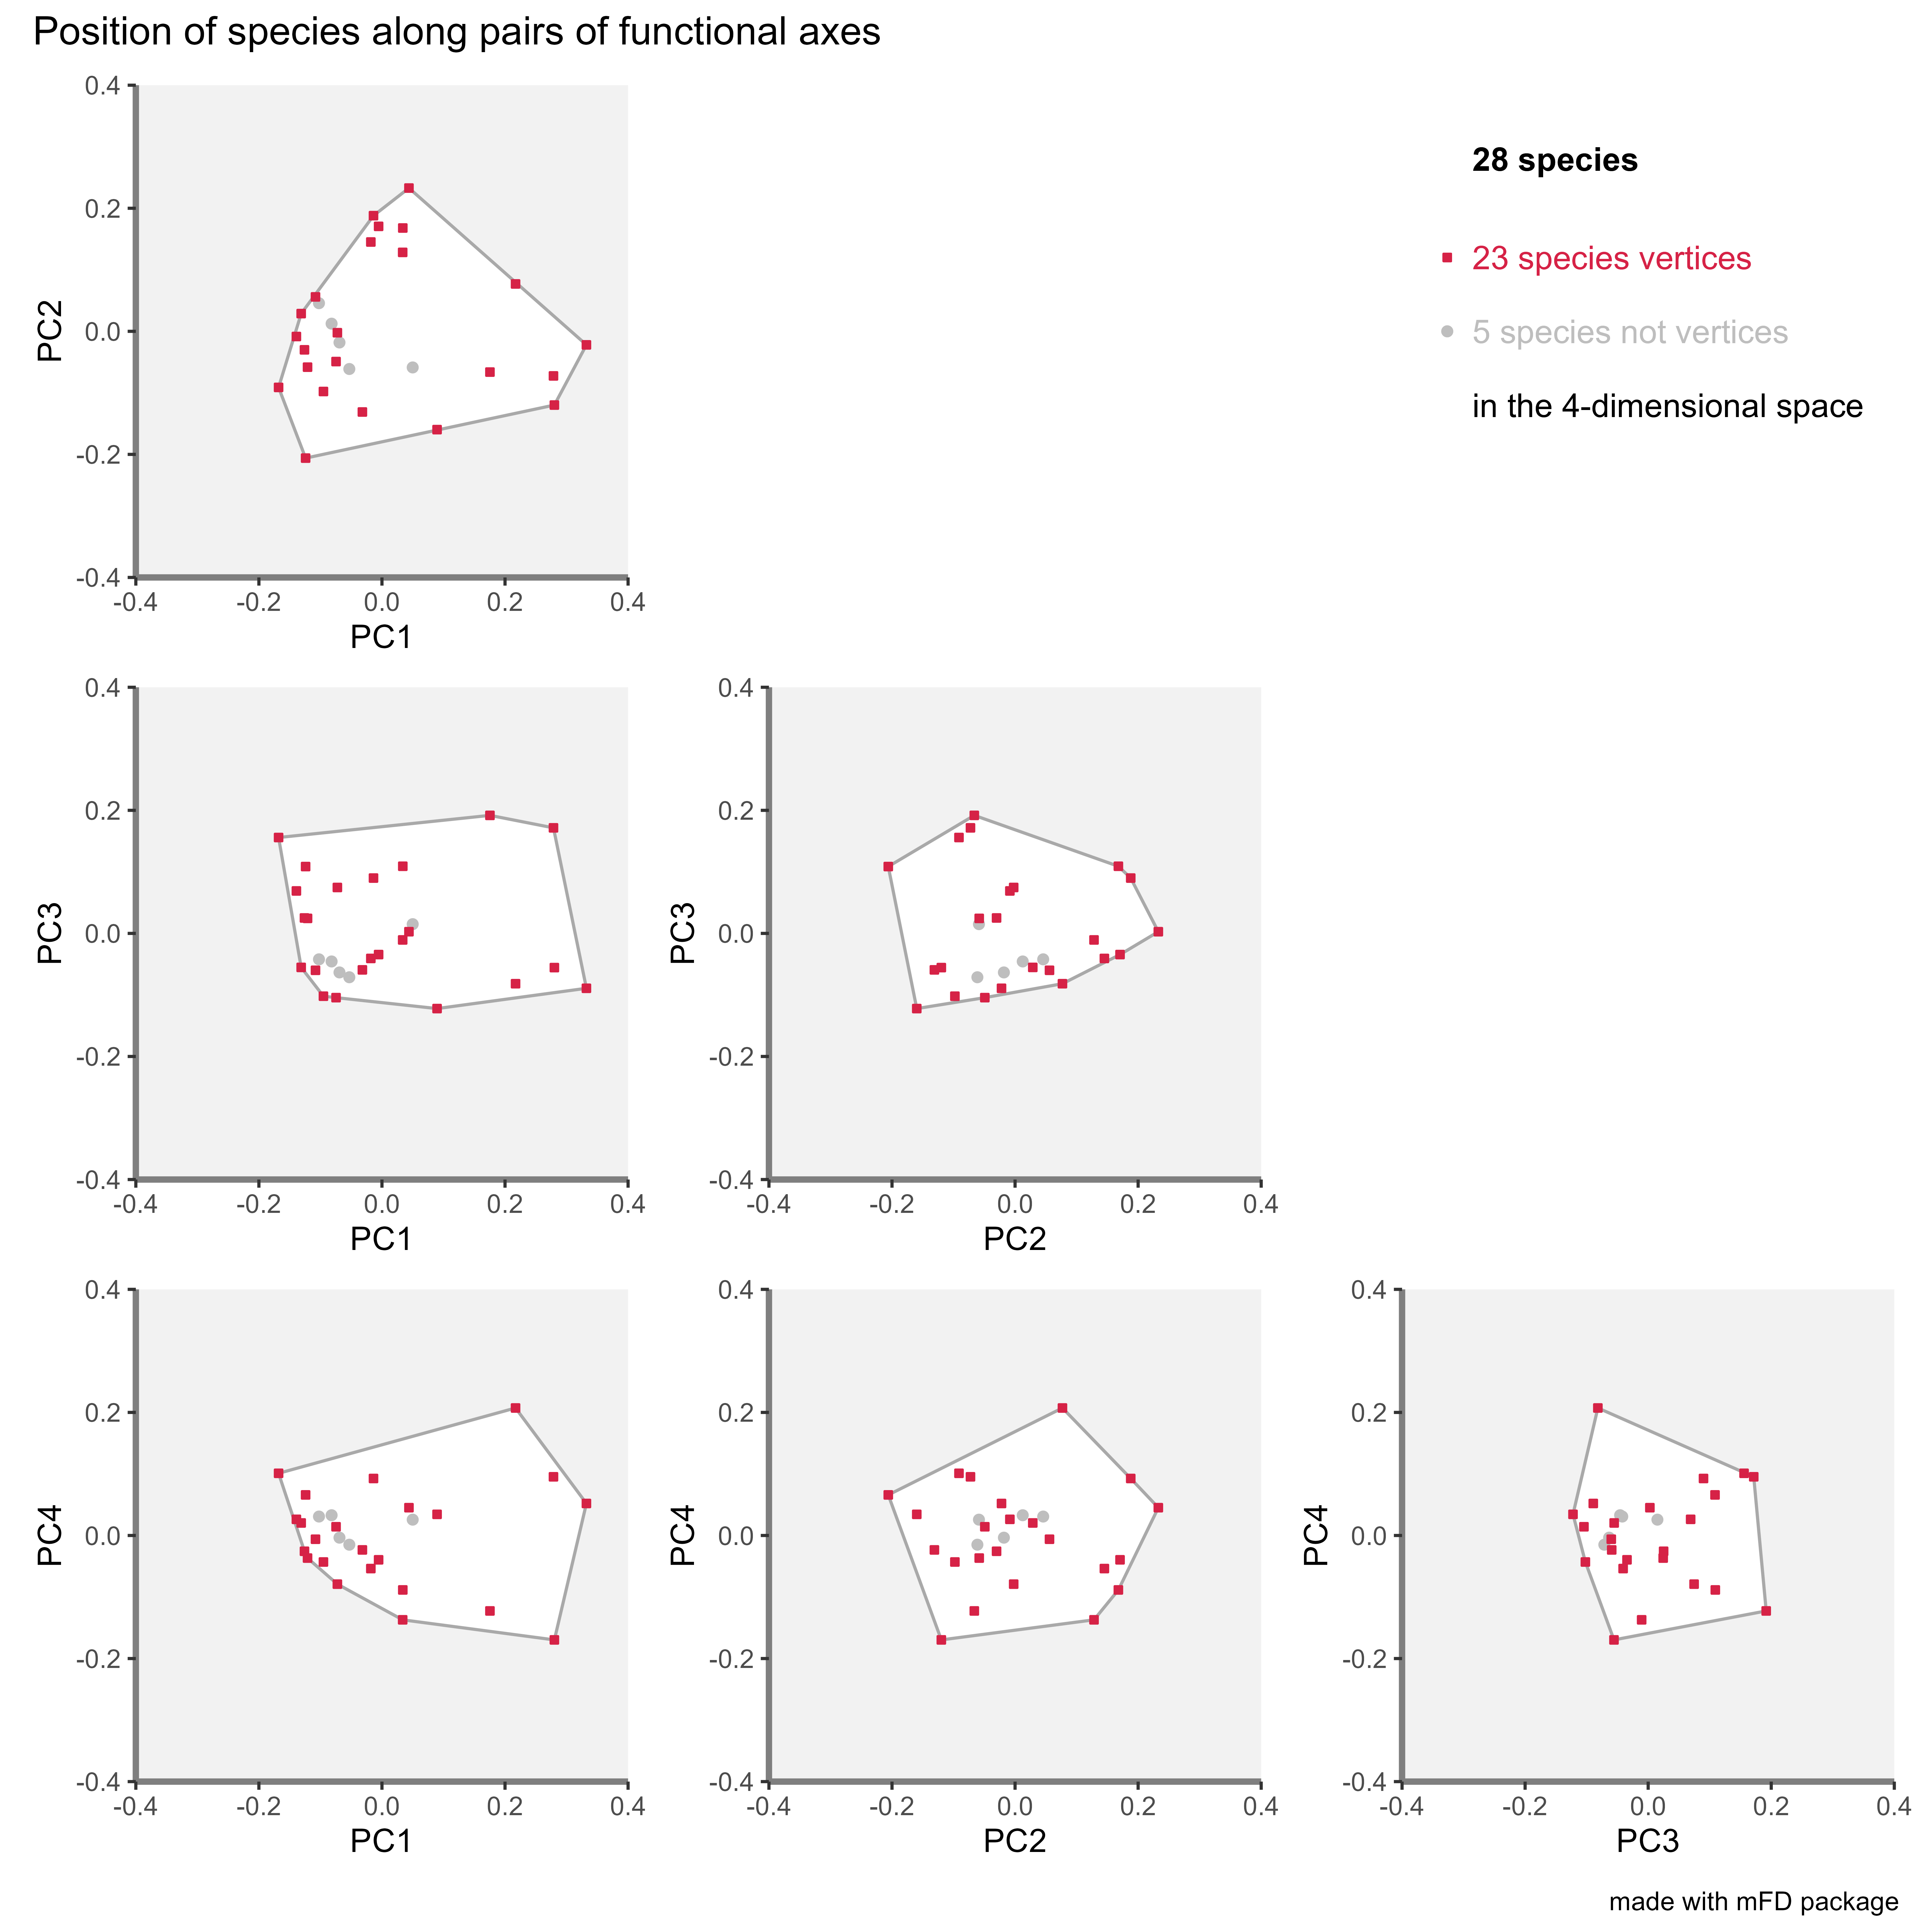 Position of species along pairs of functional axes
0.4
0.2
0.0
-0.2
-0.4
PC2
-0.4 -0.2 0.0 0.2 0.4
PC1
28 species
23 species vertices
5 species not vertices
in the 4-dimensional space
0.4
0.2
0.0
-0.2
-0.4
PC3
-0.4 -0.2 0.0 0.2 0.4
PC1
0.4
0.2
0.0
-0.2
-0.4
PC3
-0.4 -0.2 0.0 0.2 0.4
PC2
0.4
0.2
0.0
-0.2
-0.4
PC4
-0.4 -0.2 0.0 0.2 0.4
PC1
0.4
0.2
0.0
-0.2
-0.4
PC4
-0.4 -0.2 0.0 0.2 0.4
PC2
0.4
0.2
0.0
-0.2
-0.4
PC4
-0.4 -0.2 0.0 0.2 0.4
PC3
made with mFD package